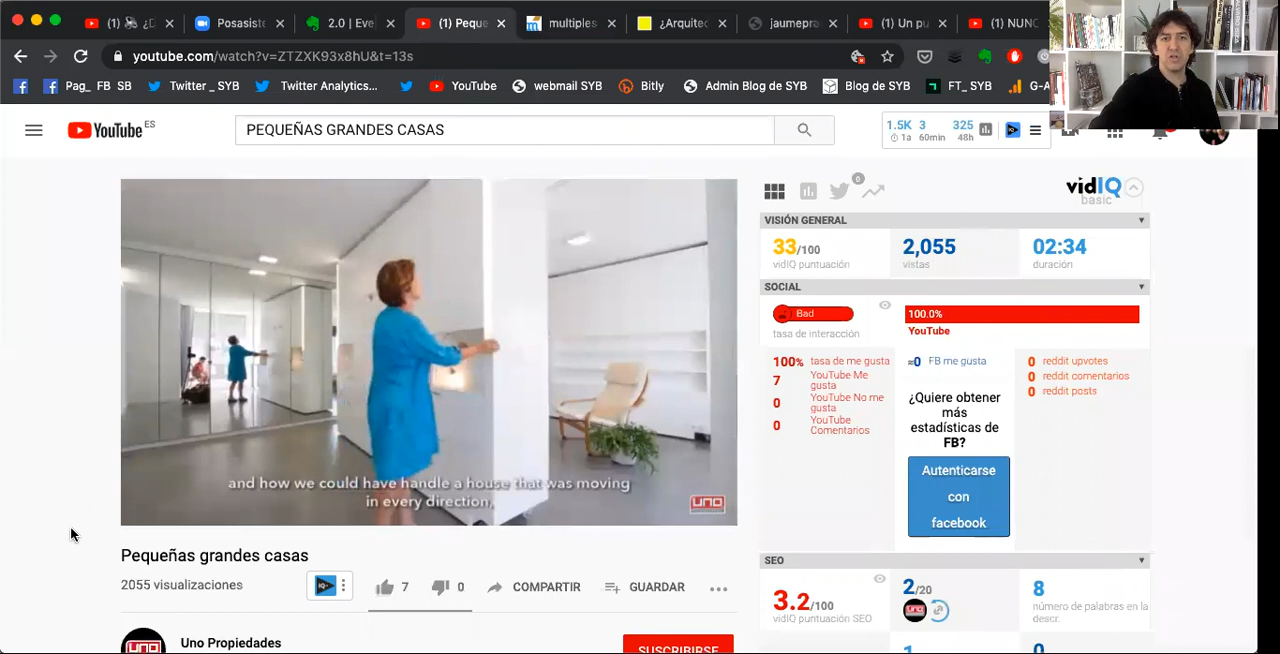 (1) 🎳 ¿D
Posasiste
2.0 | Eve
(1) Peque
multiples
¿Arquitec
jaumepra
(1) Un pu
(1) NUNC
youtube.com/watch?v=ZTZXK93x8hU&t=13s
Pag_ FB SB
Twitter _ SYB
Twitter Analytics...
YouTube
webmail SYB
Bitly
Admin Blog de SYB
Blog de SYB
FT_ SYB
G-A
YouTube ES
PEQUEÑAS GRANDES CASAS
1.5K 3 325
1a 60min 48h
vidIQ
basic
0
VISIÓN GENERAL
33/100
vidIQ puntuación
2,055
vistas
02:34
duración
SOCIAL
Bad
tasa de interacción
100.0%
YouTube
100% tasa de me gusta
7 YouTube Me
gusta
0 YouTube No me
gusta
0 YouTube
Comentarios
≈0 FB me gusta
¿Quiere obtener
más
estadísticas de
FB?
Autenticarse
con
facebook
0 reddit upvotes
0 reddit comentarios
0 reddit posts
and how we could have handle a house that was moving
in every direction,
uno
SEO
3.2/100
vidIQ puntuación SEO
2/20
8
número de palabras en la
descr.
1
0
Pequeñas grandes casas
2055 visualizaciones
7
0
COMPARTIR
GUARDAR
uno
Uno Propiedades
SUSCRIBIRSE